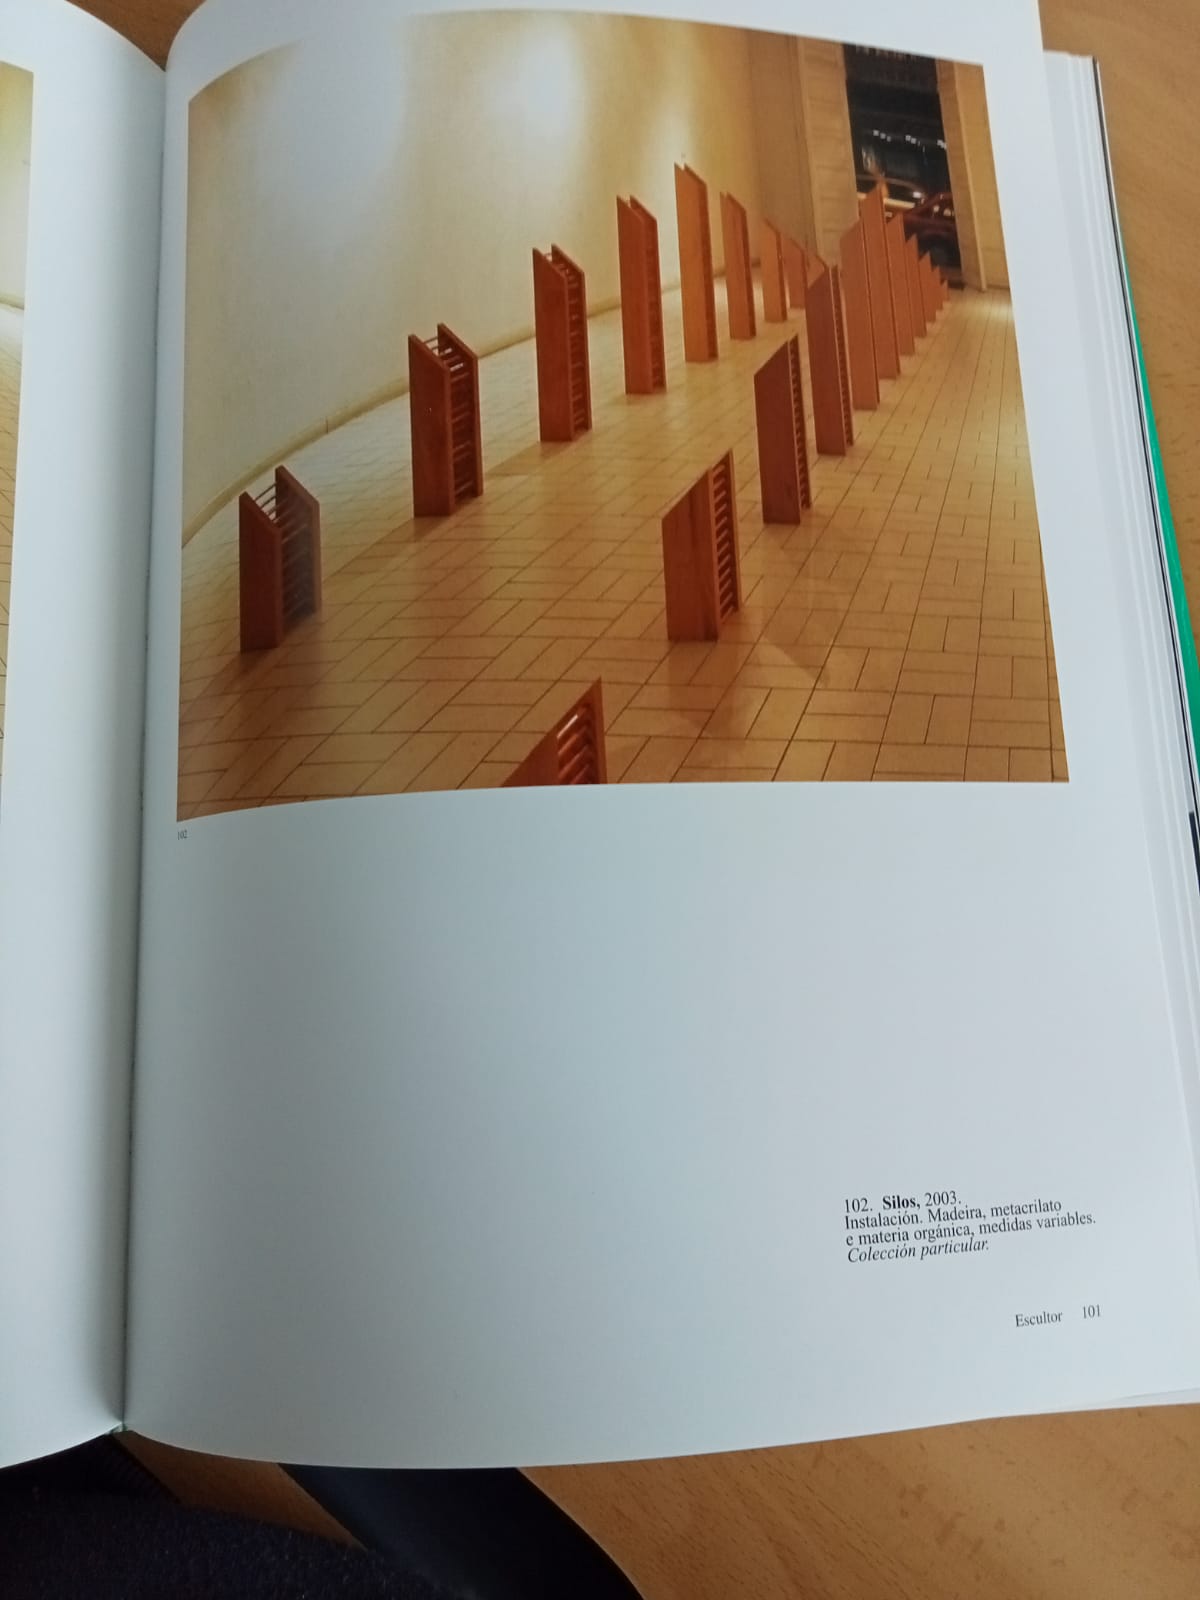 102
102. Silos, 2003.
Instalación. Madeira, metacrilato
e materia orgánica, medidas variables.
Colección particular.
Escultor 101